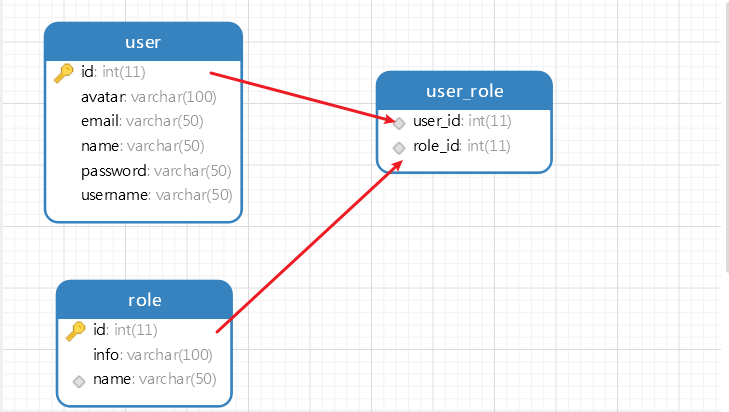 user
id: int(11)
avatar: varchar(100)
email: varchar(50)
name: varchar(50)
password: varchar(50)
username: varchar(50)
user_role
user_id: int(11)
role_id: int(11)
role
id: int(11)
info: varchar(100)
name: varchar(50)